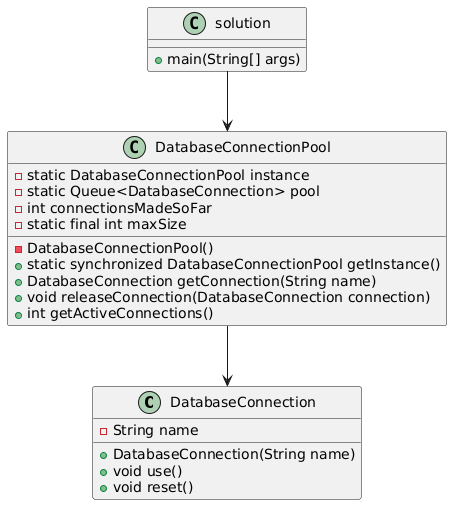 C solution
main(String[] args)
C DatabaseConnectionPool
static DatabaseConnectionPool instance
static Queue<DatabaseConnection> pool
int connectionsMadeSoFar
static final int maxSize
DatabaseConnectionPool()
static synchronized DatabaseConnectionPool getInstance()
DatabaseConnection getConnection(String name)
void releaseConnection(DatabaseConnection connection)
int getActiveConnections()
C DatabaseConnection
String name
DatabaseConnection(String name)
void use()
void reset()